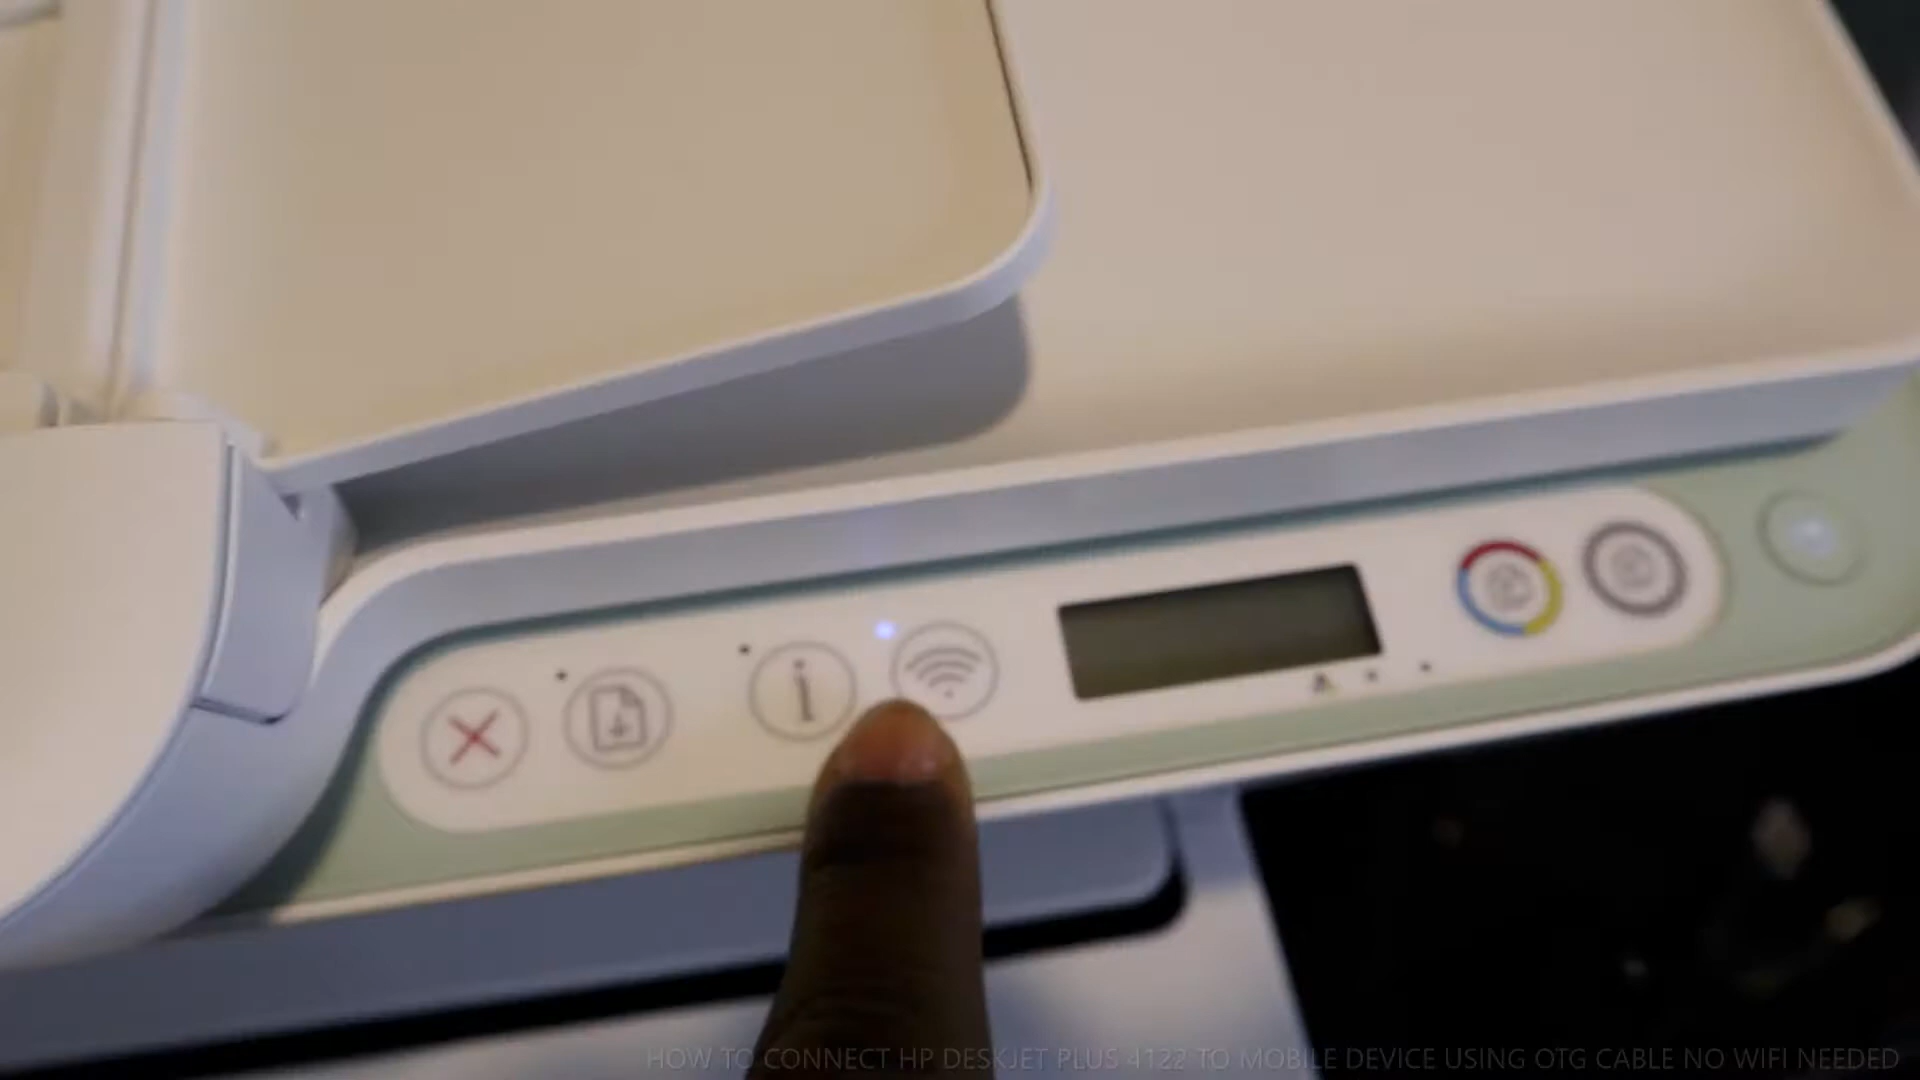 HOW TO CONNECT HP DESKJET PLUS 4122 TO MOBILE DEVICE USING OTG CABLE NO WIFI NEEDED